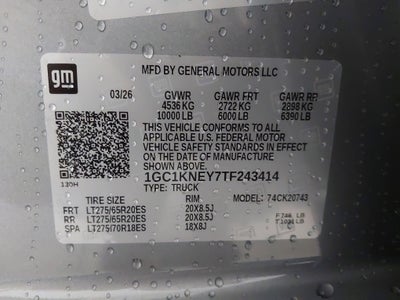 gm
MFD BY GENERAL MOTORS LLC
03/26 GVWR GAWR FRT GAWR RR
4536 KG 2722 KG 2898 KG
10000 LB 6000 LB 6390 LB
THIS VEHICLE CONFORMS TO ALL
APPLICABLE U.S. FEDERAL MOTOR
VEHICLE SAFETY STANDARDS IN
EFFECT ON THE DATE OF
MANUFACTURE SHOWN ABOVE.
1GC1KNEY7TF243414
130H TYPE: TRUCK
TIRE SIZE RIM MODEL: 74CK20743
FRT LT275/65R20ES 20X8.5J
RR LT275/65R20ES 20X8.5J
SPA LT275/70R18ES 18X8J